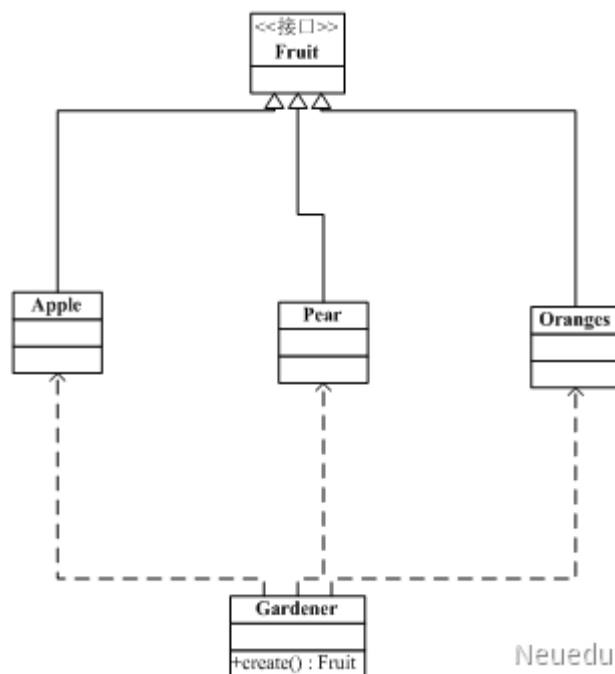 <<接口>>
Fruit
Apple
Pear
Oranges
Gardener
+create() : Fruit
Neuedu